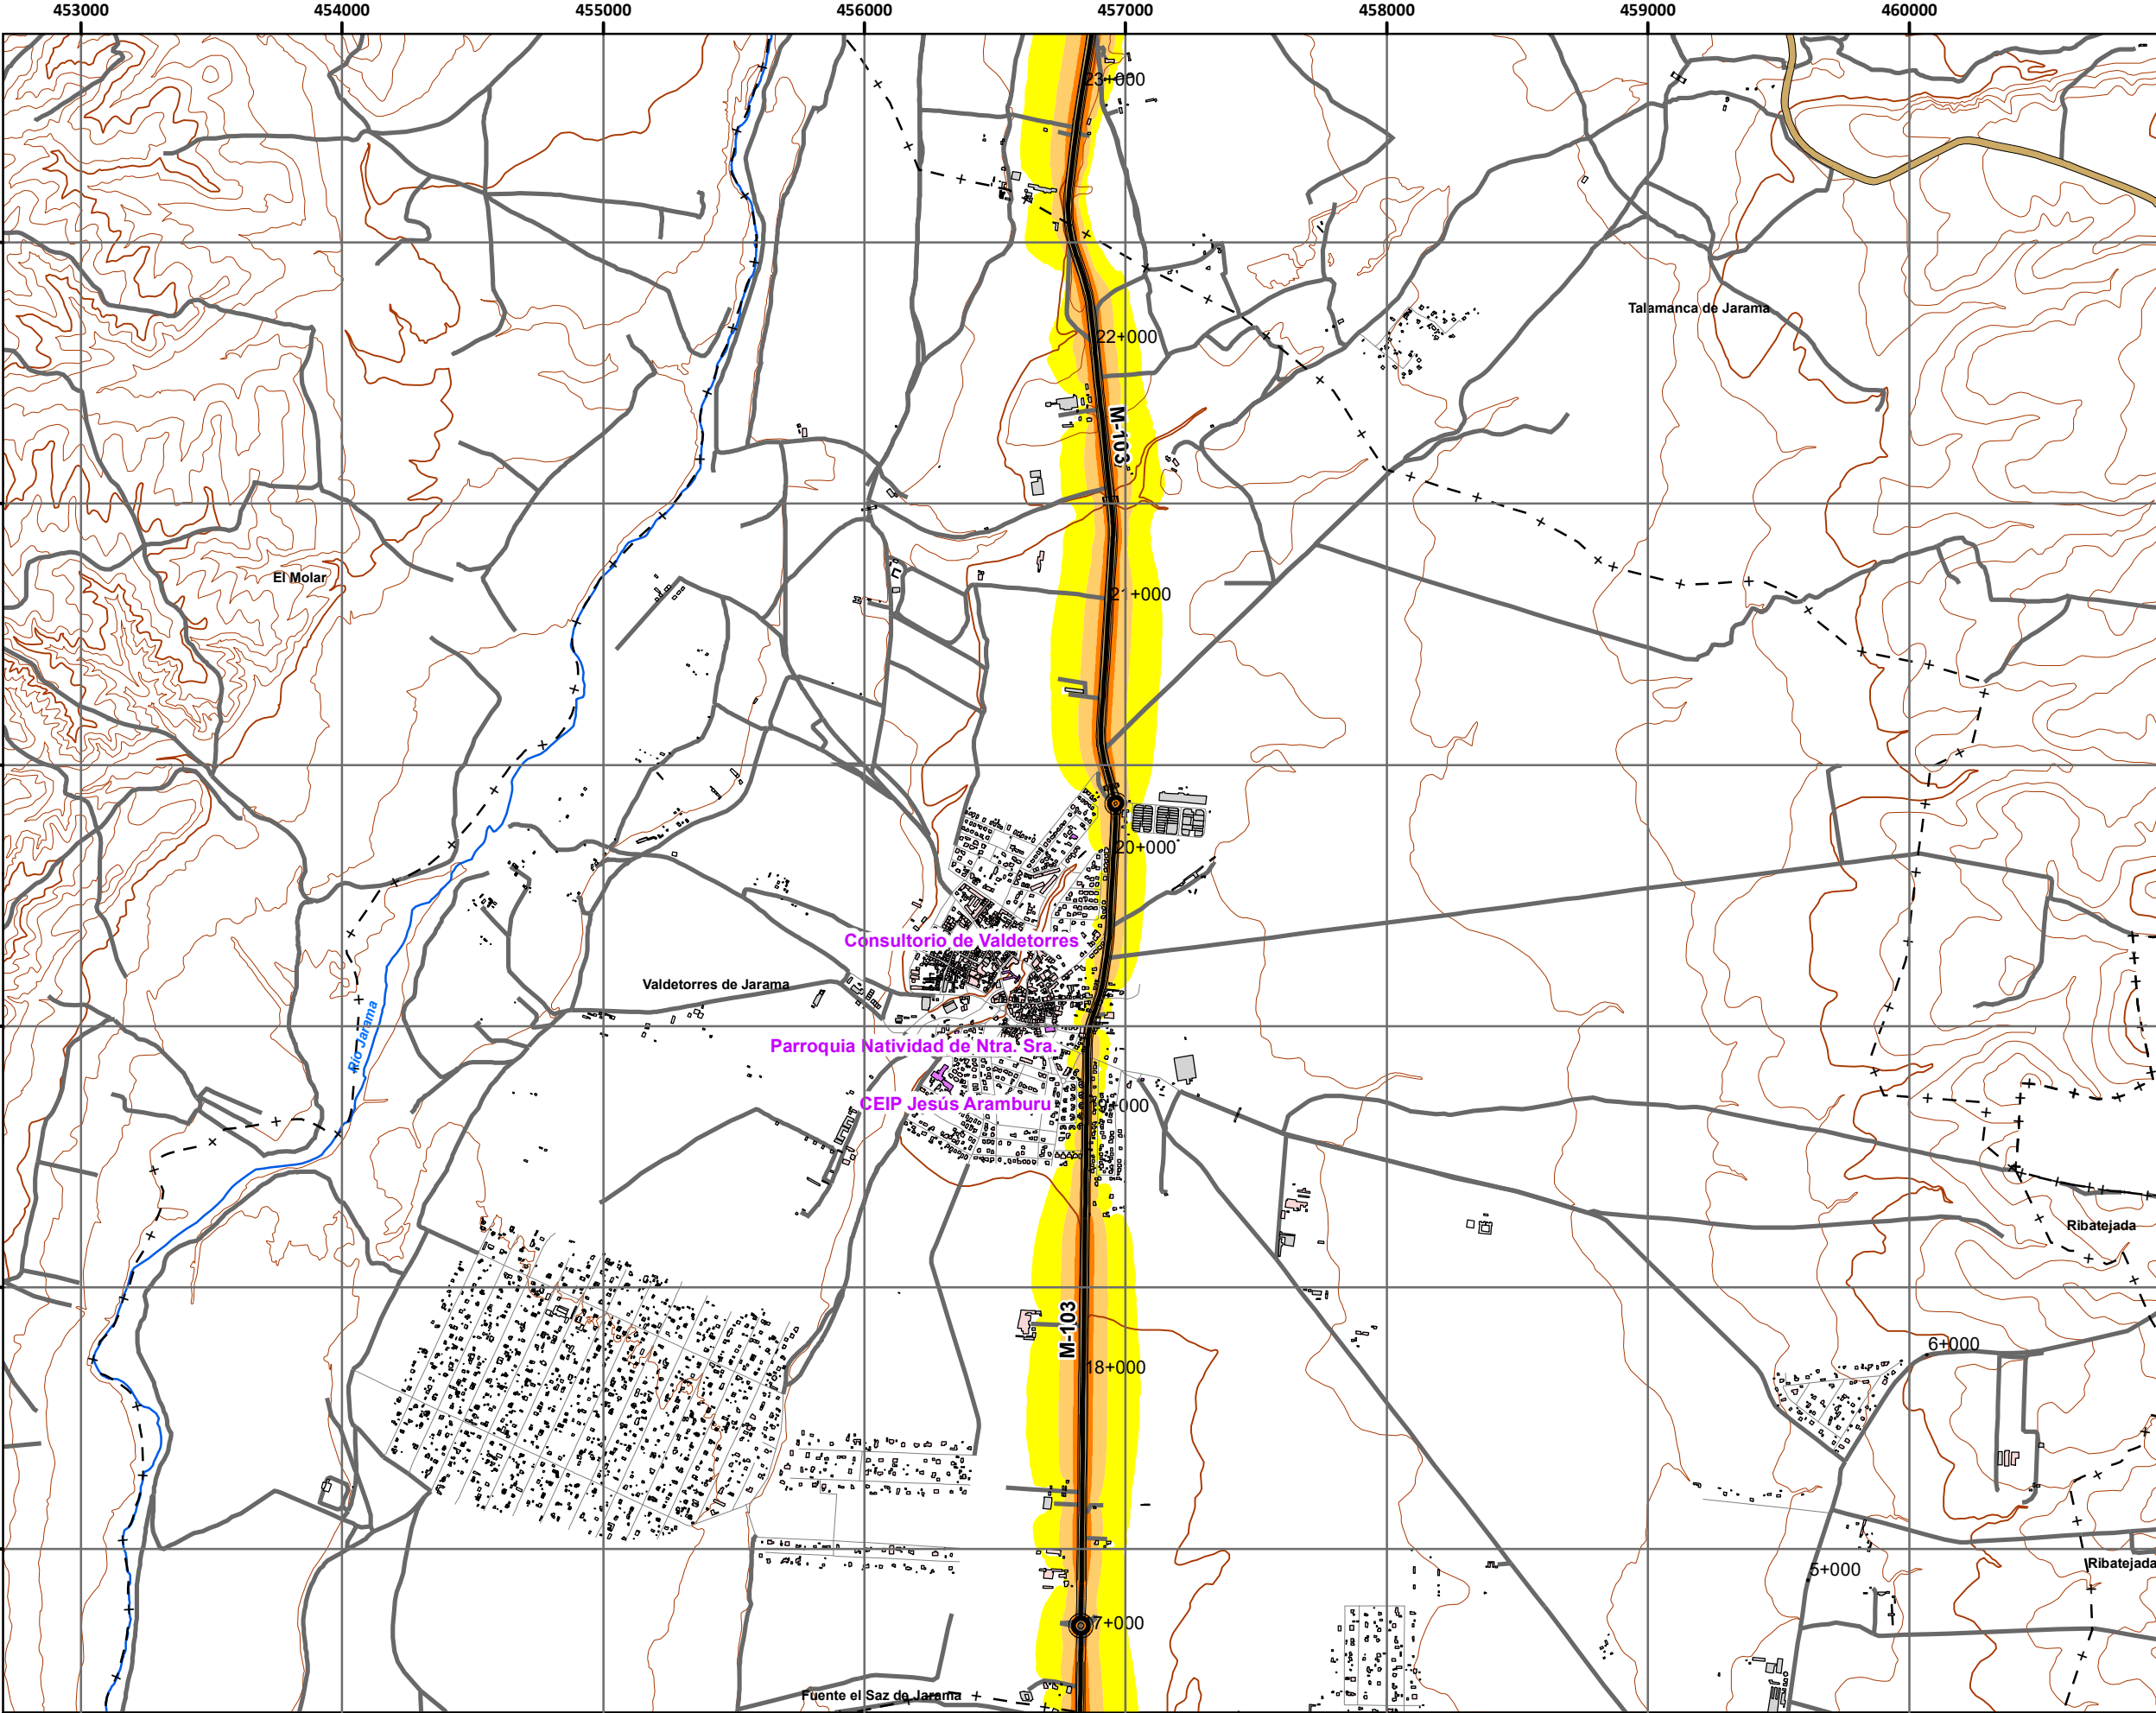 453000 454000 455000 456000 457000 458000 459000 460000
23+000
Talamanca de Jarama
22+000
M-103
El Molar
21+000
20+000
Consultorio de Valdetorres
Valdetorres de Jarama
Río Jarama
Parroquia Natividad de Ntra. Sra.
CEIP Jesús Aramburu
9+000
Ribatejada
M-103
6+000
18+000
Ribatejada
5+000
17+000
Fuente el Saz de Jarama